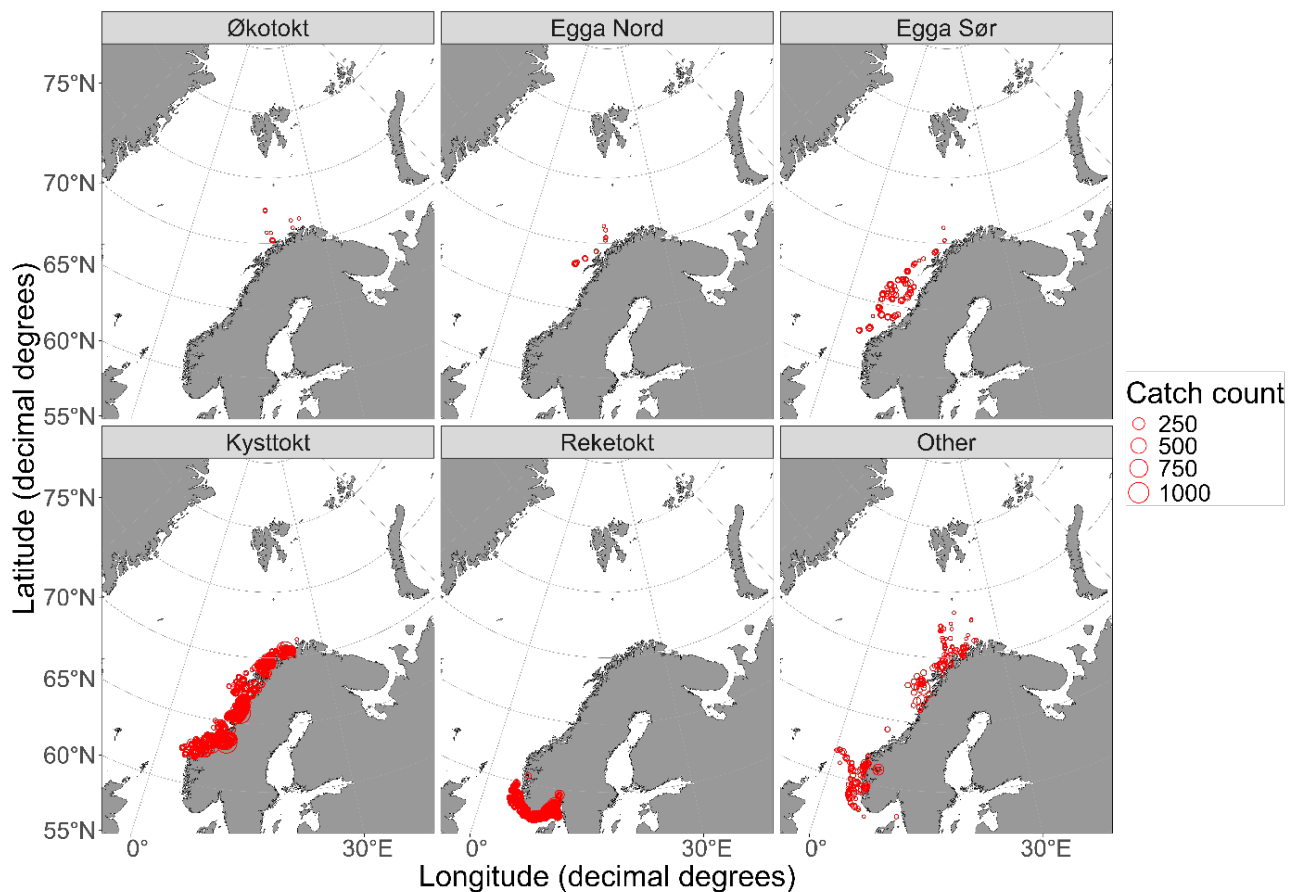 Økotokt
Egga Nord
Egga Sør
75°N
70°N
65°N
60°N
55°N
Kysttokt
Reketokt
Other
75°N
70°N
65°N
60°N
55°N
0°
30°E
0°
30°E
0°
30°E
Longitude (decimal degrees)
Latitude (decimal degrees)
Catch count
250
500
750
1000